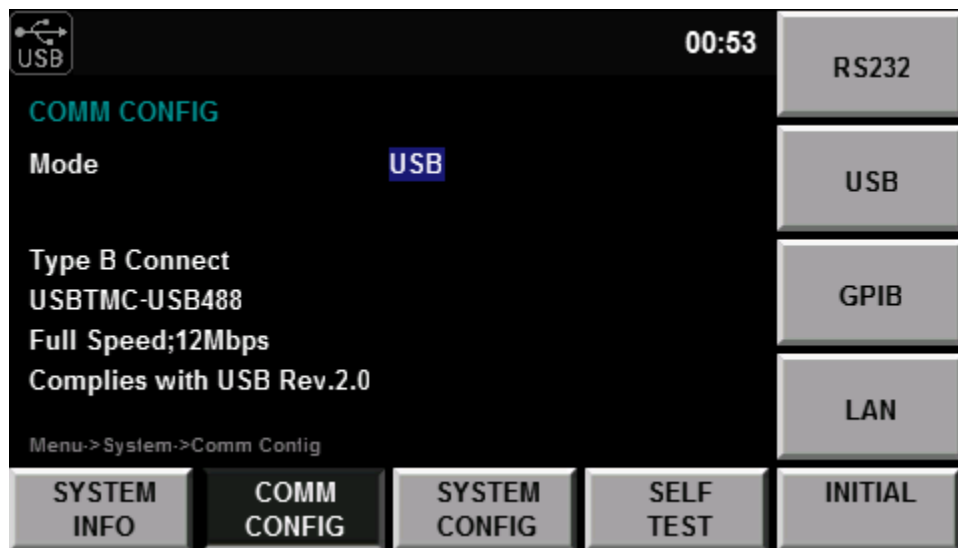 USB
00:53
COMM CONFIG
Mode USB
Type B Connect
USBTMC-USB488
Full Speed;12Mbps
Complies with USB Rev.2.0
Menu->System->Comm Config
RS232
USB
GPIB
LAN
SYSTEM
INFO
COMM
CONFIG
SYSTEM
CONFIG
SELF
TEST
INITIAL